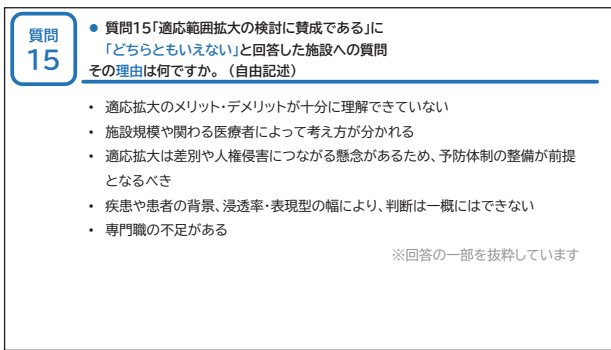 質問
15
● 質問15「適応範囲拡大の検討に賛成である」に
「どちらともいえない」と回答した施設への質問
その理由は何ですか。（自由記述）
• 適応拡大のメリット・デメリットが十分に理解できていない
• 施設規模や関わる医療者によって考え方が分かれる
• 適応拡大は差別や人権侵害につながる懸念があるため、予防体制の整備が前提
となるべき
• 疾患や患者の背景、浸透率・表現型の幅により、判断は一概にはできない
• 専門職の不足がある
※回答の一部を抜粋しています